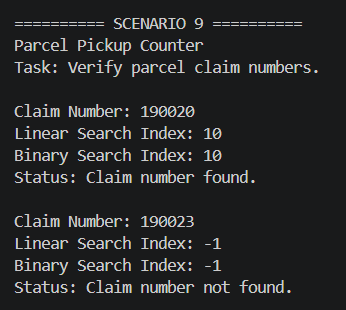 ========== SCENARIO 9 ==========
Parcel Pickup Counter
Task: Verify parcel claim numbers.

Claim Number: 190020
Linear Search Index: 10
Binary Search Index: 10
Status: Claim number found.

Claim Number: 190023
Linear Search Index: -1
Binary Search Index: -1
Status: Claim number not found.